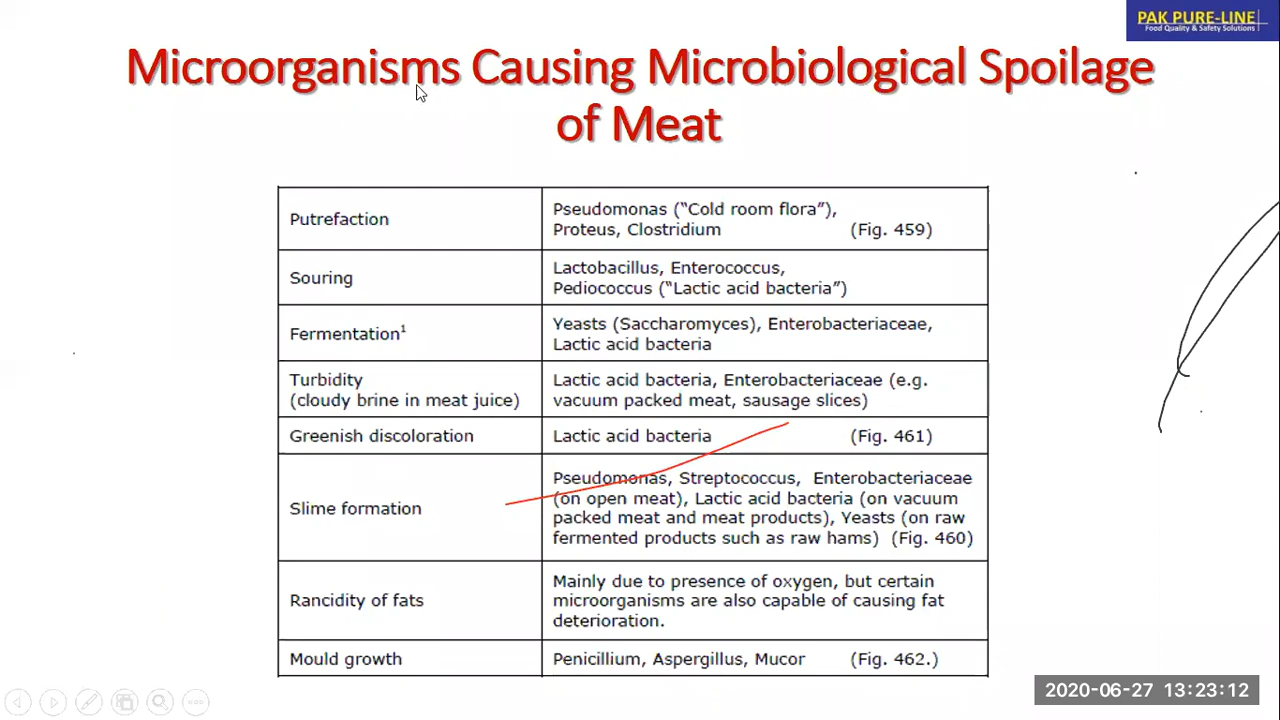 PAK PURE-LINE
Food Quality & Safety Solutions
Microorganisms Causing Microbiological Spoilage
of Meat
Putrefaction
Pseudomonas (“Cold room flora”),
Proteus, Clostridium (Fig. 459)
Souring
Lactobacillus, Enterococcus,
Pediococcus (“Lactic acid bacteria”)
Fermentation¹
Yeasts (Saccharomyces), Enterobacteriaceae,
Lactic acid bacteria
Turbidity
(cloudy brine in meat juice)
Lactic acid bacteria, Enterobacteriaceae (e.g.
vacuum packed meat, sausage slices)
Greenish discoloration
Lactic acid bacteria (Fig. 461)
Slime formation
Pseudomonas, Streptococcus, Enterobacteriaceae
(on open meat), Lactic acid bacteria (on vacuum
packed meat and meat products), Yeasts (on raw
fermented products such as raw hams) (Fig. 460)
Rancidity of fats
Mainly due to presence of oxygen, but certain
microorganisms are also capable of causing fat
deterioration.
Mould growth
Penicillium, Aspergillus, Mucor (Fig. 462.)
2020-06-27 13:23:12